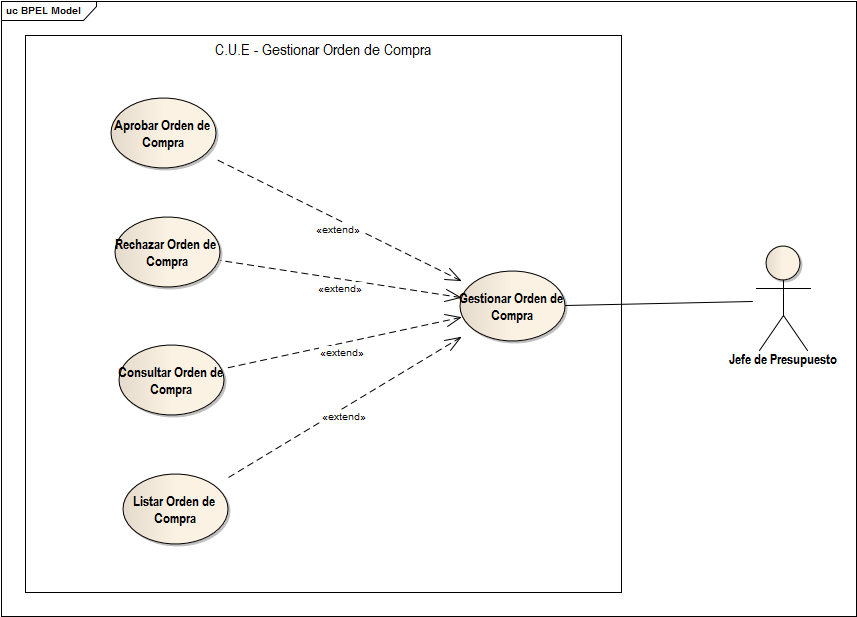 uc BPEL Model
C.U.E - Gestionar Orden de Compra
Aprobar Orden de
Compra
«extend»
Rechazar Orden de
Compra
«extend»
Gestionar Orden de
Compra
Jefe de Presupuesto
Consultar Orden de
Compra
«extend»
«extend»
Listar Orden de
Compra